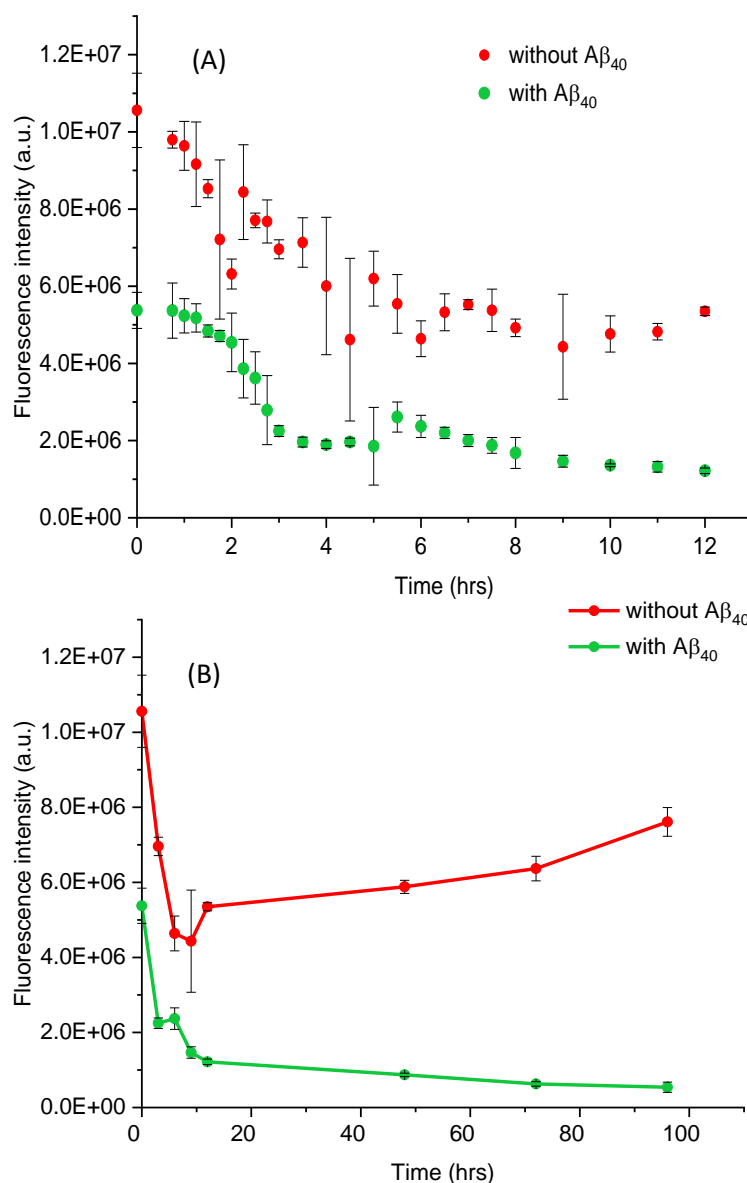 (A)
without Aβ40
with Aβ40
Fluorescence intensity (a.u.)
1.2E+07
1.0E+07
8.0E+06
6.0E+06
4.0E+06
2.0E+06
0.0E+00
0 2 4 6 8 10 12
Time (hrs)
without Aβ40
with Aβ40
(B)
Fluorescence intensity (a.u.)
1.2E+07
1.0E+07
8.0E+06
6.0E+06
4.0E+06
2.0E+06
0.0E+00
0 20 40 60 80 100
Time (hrs)